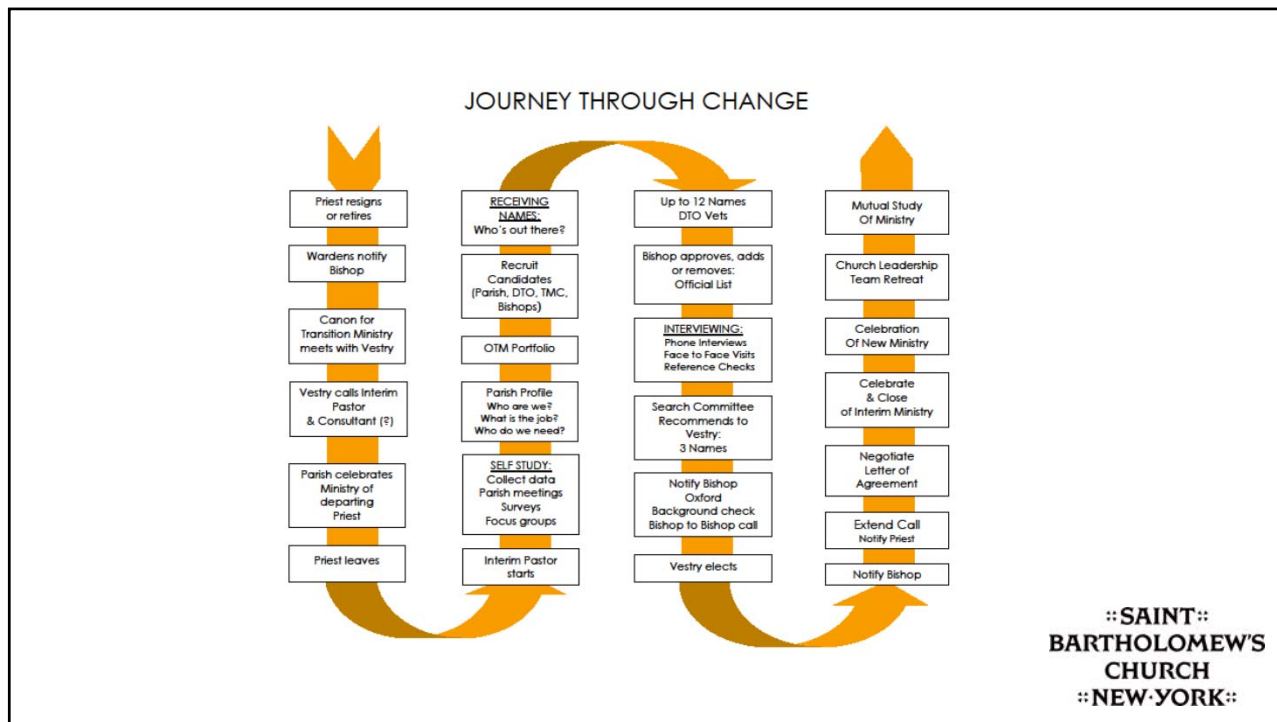 JOURNEY THROUGH CHANGE
Priest resigns
or retires
Wardens notify
Bishop
Canon for
Transition Ministry
meets with Vestry
Vestry calls Interim
Pastor
& Consultant (?)
Parish celebrates
Ministry of
departing
Priest
Priest leaves
RECEIVING
NAMES:
Who's out there?
Recruit
Candidates
(Parish, DTO, TMC,
Bishops)
OTM Portfolio
Parish Profile
Who are we?
What is the job?
Who do we need?
SELF STUDY:
Collect data
Parish meetings
Surveys
Focus groups
Interim Pastor
starts
Up to 12 Names
DTO Vets
Bishop approves, adds
or removes:
Official List
INTERVIEWING:
Phone Interviews
Face to Face Visits
Reference Checks
Search Committee
Recommends to
Vestry:
3 Names
Notify Bishop
Oxford
Background check
Bishop to Bishop call
Vestry elects
Mutual Study
Of Ministry
Church Leadership
Team Retreat
Celebration
Of New Ministry
Celebrate
& Close
of Interim Ministry
Negotiate
Letter of
Agreement
Extend Call
Notify Priest
Notify Bishop
::SAINT::
BARTHOLOMEW'S
CHURCH
::NEW·YORK::